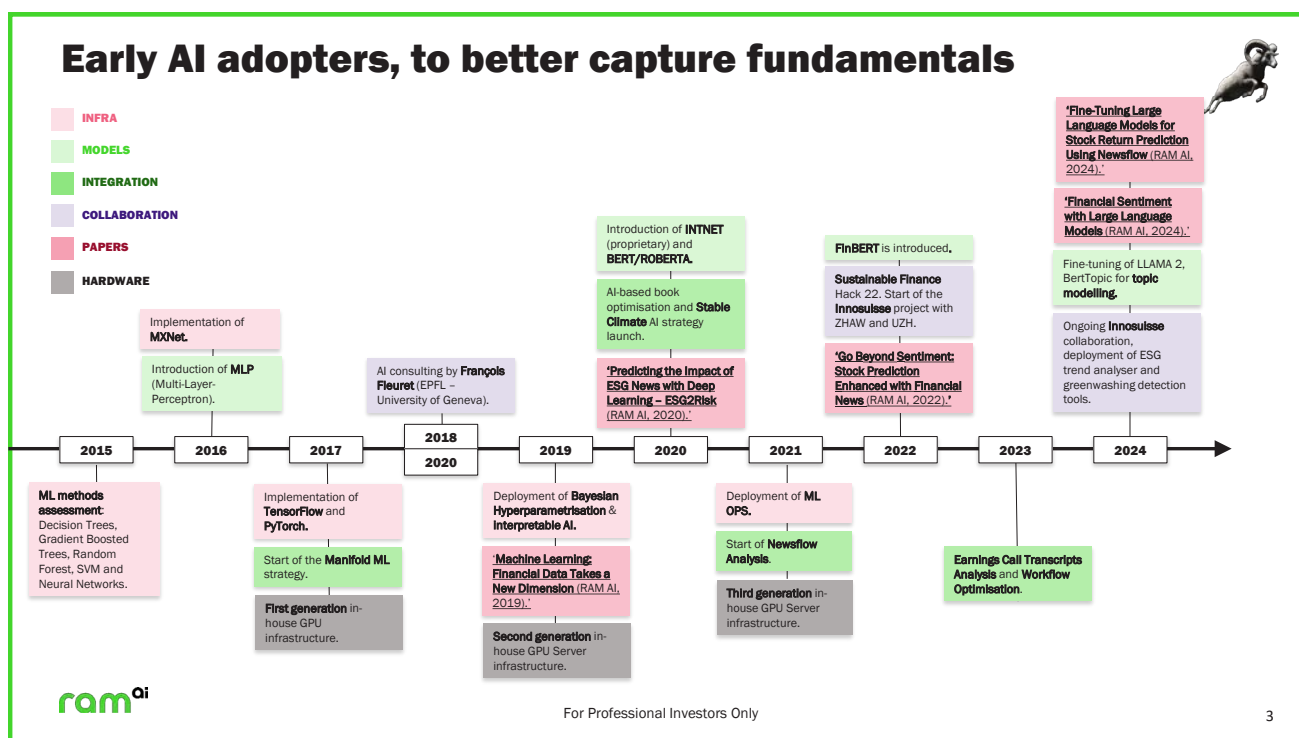 Early AI adopters, to better capture fundamentals
INFRA
MODELS
INTEGRATION
COLLABORATION
PAPERS
HARDWARE
Implementation of
MXNet.
Introduction of MLP
(Multi-Layer-
Perceptron).
AI consulting by François
Fleuret (EPFL –
University of Geneva).
Introduction of INTNET
(proprietary) and
BERT/ROBERTA.
AI-based book
optimisation and Stable
Climate AI strategy
launch.
‘Predicting the Impact of
ESG News with Deep
Learning – ESG2Risk
(RAM AI, 2020).’
FinBERT is introduced.
Sustainable Finance
Hack 22. Start of the
Innosuisse project with
ZHAW and UZH.
‘Go Beyond Sentiment:
Stock Prediction
Enhanced with Financial
News (RAM AI, 2022).’
‘Fine-Tuning Large
Language Models for
Stock Return Prediction
Using Newsflow (RAM AI,
2024).’
‘Financial Sentiment
with Large Language
Models (RAM AI, 2024).’
Fine-tuning of LLAMA 2,
BertTopic for topic
modelling.
Ongoing Innosuisse
collaboration,
deployment of ESG
trend analyser and
greenwashing detection
tools.
2015
2016
2017
2018
2020
2019
2020
2021
2022
2023
2024
ML methods
assessment:
Decision Trees,
Gradient Boosted
Trees, Random
Forest, SVM and
Neural Networks.
Implementation of
TensorFlow and
PyTorch.
Start of the Manifold ML
strategy.
First generation in-
house GPU
infrastructure.
Deployment of Bayesian
Hyperparametrisation &
Interpretable AI.
‘Machine Learning:
Financial Data Takes a
New Dimension (RAM AI,
2019).’
Second generation in-
house GPU Server
infrastructure.
Deployment of ML
OPS.
Start of Newsflow
Analysis.
Third generation in-
house GPU Server
infrastructure.
Earnings Call Transcripts
Analysis and Workflow
Optimisation.
ram ai
For Professional Investors Only
3